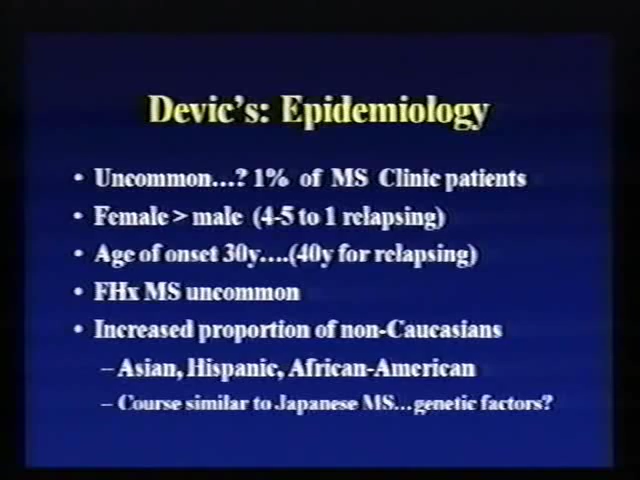 Devic's: Epidemiology
• Uncommon...? 1% of MS Clinic patients
• Female > male (4-5 to 1 relapsing)
• Age of onset 30y....(40y for relapsing)
• FHx MS uncommon
• Increased proportion of non-Caucasians
– Asian, Hispanic, African-American
– Course similar to Japanese MS...genetic factors?